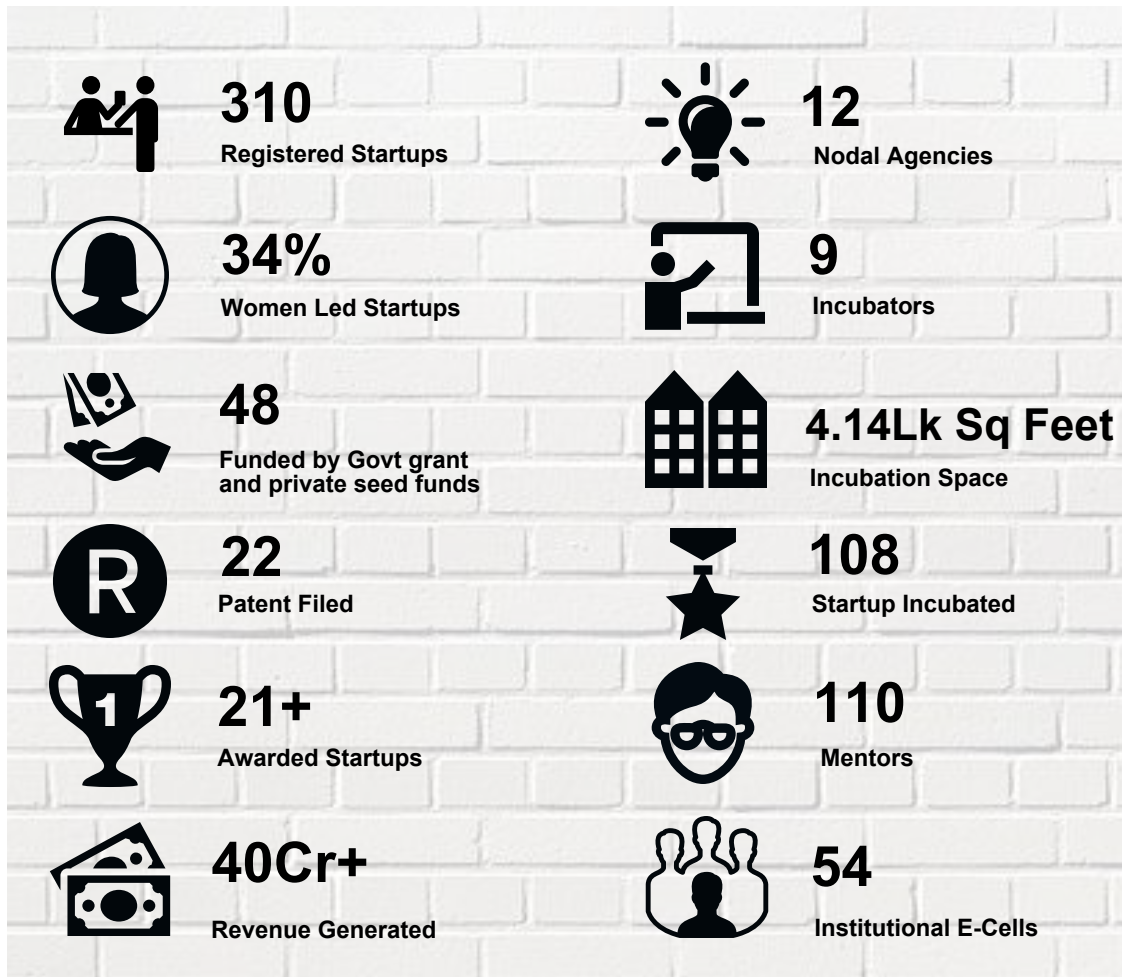 310
Registered Startups
12
Nodal Agencies
34%
Women Led Startups
9
Incubators
48
Funded by Govt grant
and private seed funds
4.14Lk Sq Feet
Incubation Space
R
22
Patent Filed
108
Startup Incubated
1
21+
Awarded Startups
110
Mentors
40Cr+
Revenue Generated
54
Institutional E-Cells